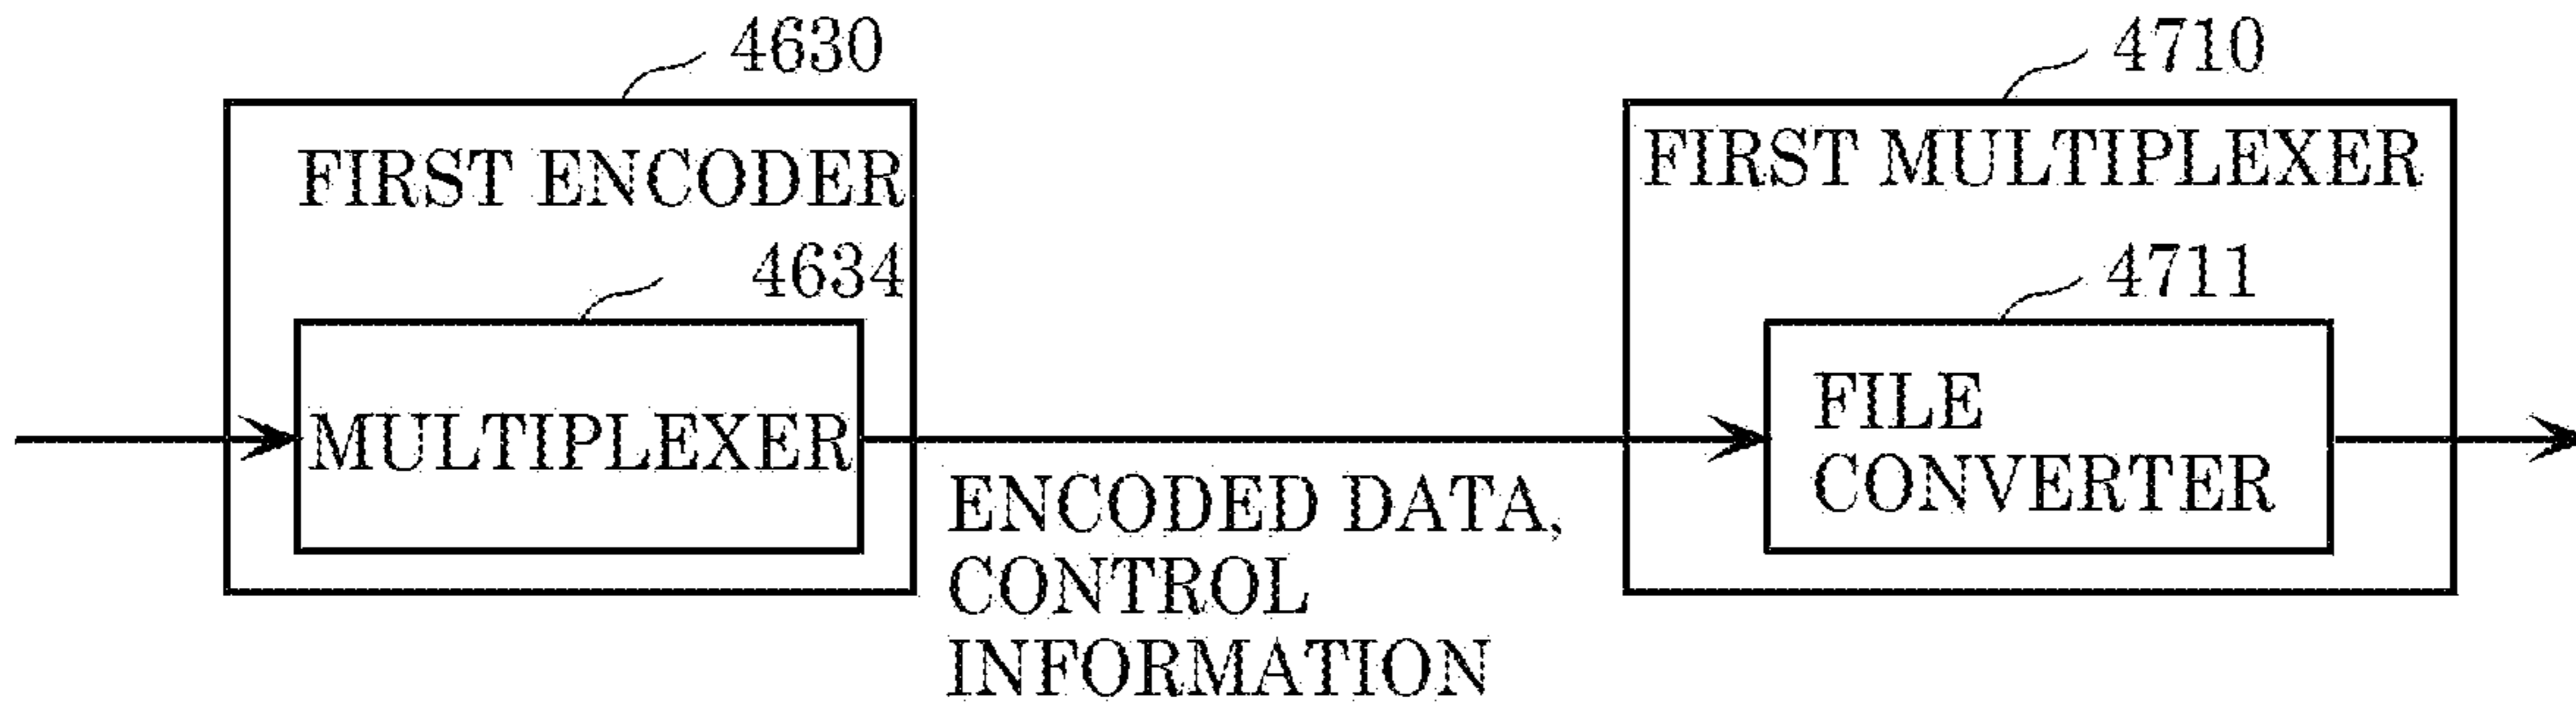 4630
FIRST ENCODER
4634
MULTIPLEXER
ENCODED DATA,
CONTROL
INFORMATION
4710
FIRST MULTIPLEXER
4711
FILE
CONVERTER